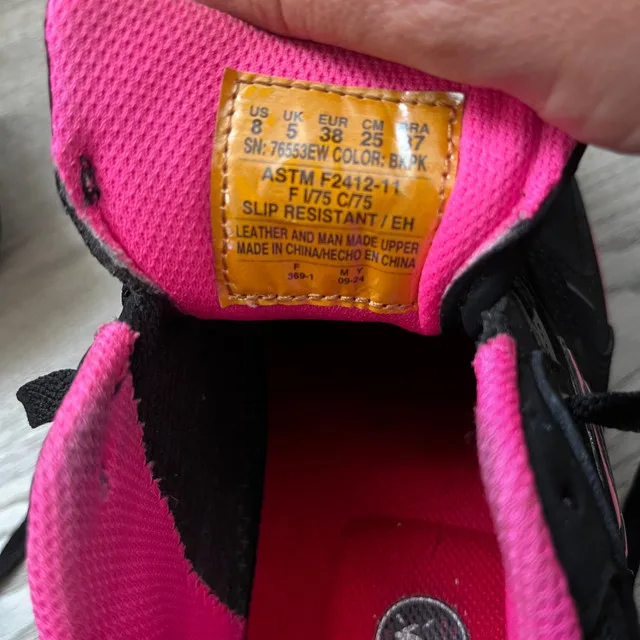 US UK EUR CM BRA
8 5 38 25 37
SN: 76553EW COLOR: BKPK
ASTM F2412-11
F I/75 C/75
SLIP RESISTANT / EH
LEATHER AND MAN MADE UPPER
MADE IN CHINA/HECHO EN CHINA
F M Y
369-1 09-24